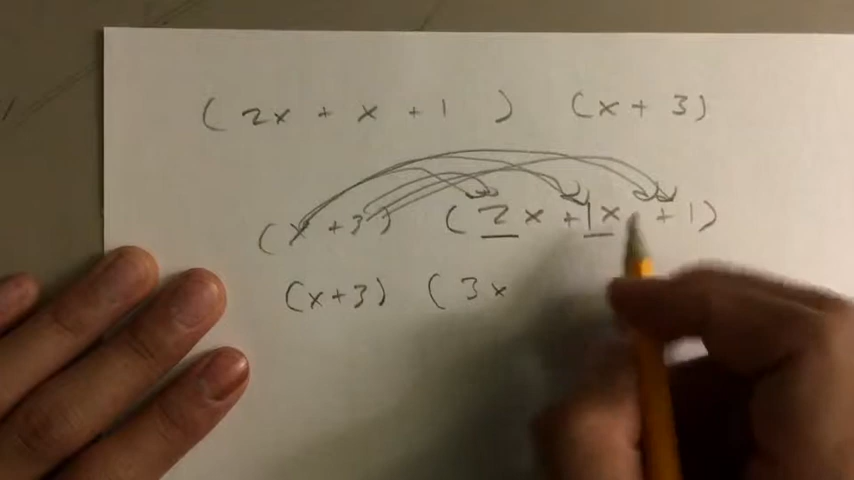 ( 2x + x + 1 ) (x + 3)
(x + 3) ( 2x + 1x + 1)
(x+3) ( 3x